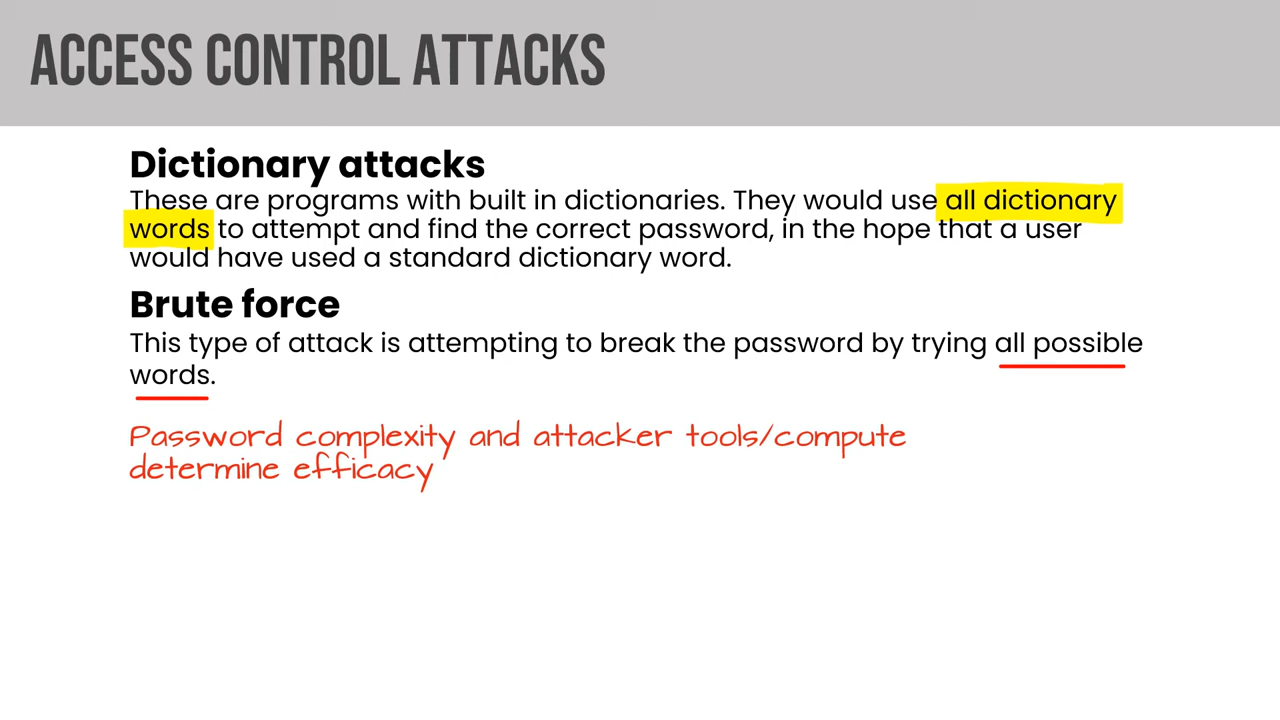 ACCESS CONTROL ATTACKS
Dictionary attacks
These are programs with built in dictionaries. They would use all dictionary
words to attempt and find the correct password, in the hope that a user
would have used a standard dictionary word.
Brute force
This type of attack is attempting to break the password by trying all possible
words.
Password complexity and attacker tools/compute
determine efficacy